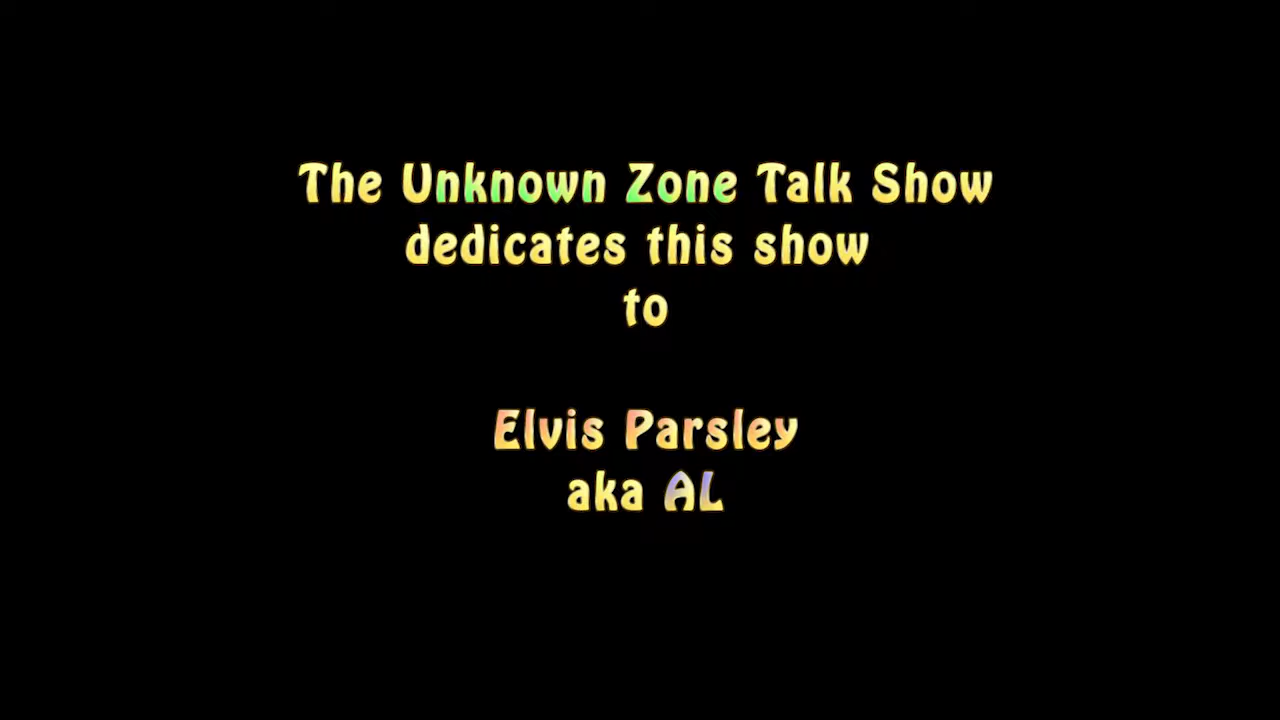 The Unknown Zone Talk Show
dedicates this show
to
Elvis Parsley
aka AL